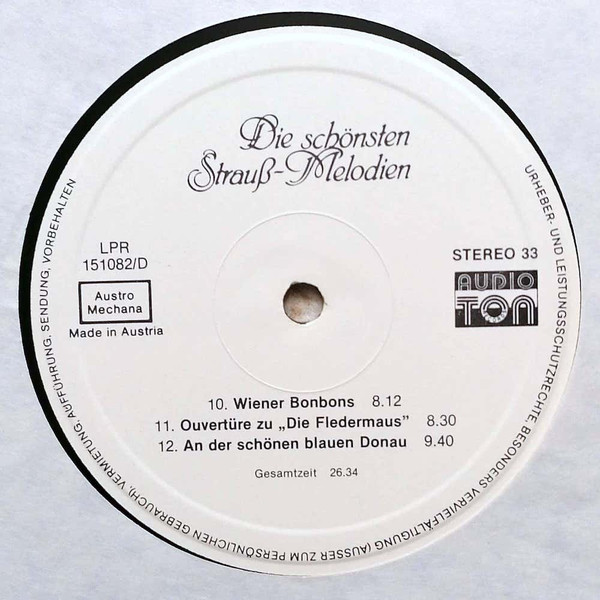 Die schönsten
Strauß-Melodien
LPR
151082/D
Austro
Mechana
Made in Austria
STEREO 33
AUDIO
TON
10. Wiener Bonbons 8.12
11. Ouvertüre zu „Die Fledermaus” 8.30
12. An der schönen blauen Donau 9.40
Gesamtzeit 26.34
URHEBER- UND LEISTUNGSSCHUTZRECHTE, BESONDERS VERVIELFÄLTIGUNG (AUSSER ZUM PERSÖNLICHEN GEBRAUCH), VERMIETUNG, AUFFÜHRUNG, SENDUNG, VORBEHALTEN